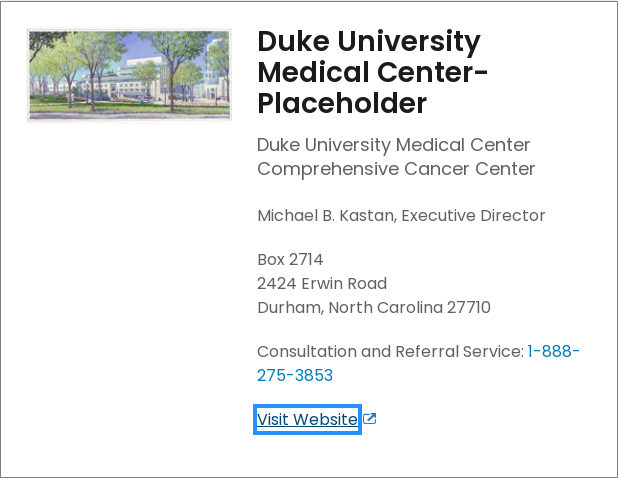 Duke University
Medical Center-
Placeholder
Duke University Medical Center
Comprehensive Cancer Center
Michael B. Kastan, Executive Director
Box 2714
2424 Erwin Road
Durham, North Carolina 27710
Consultation and Referral Service: 1-888-
275-3853
Visit Website